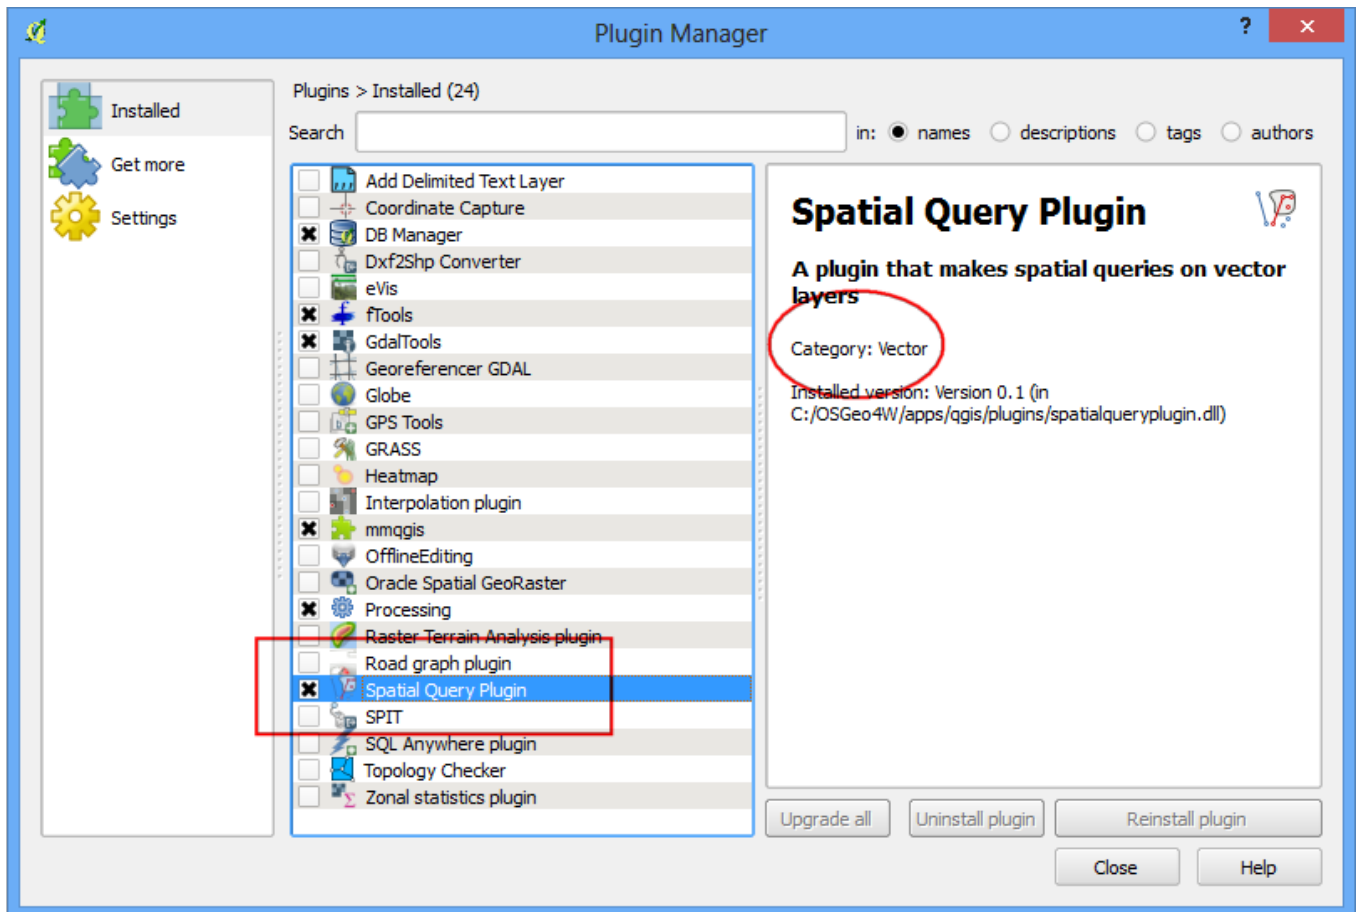 Plugin Manager
?
Installed
Get more
Settings
Plugins > Installed (24)
Search
in: names descriptions tags authors
Add Delimited Text Layer
Coordinate Capture
DB Manager
Dxf2Shp Converter
eVis
fTools
GdalTools
Georeferencer GDAL
Globe
GPS Tools
GRASS
Heatmap
Interpolation plugin
mmqgis
OfflineEditing
Oracle Spatial GeoRaster
Processing
Raster Terrain Analysis plugin
Road graph plugin
Spatial Query Plugin
SPIT
SQL Anywhere plugin
Topology Checker
Zonal statistics plugin
Spatial Query Plugin
A plugin that makes spatial queries on vector
layers
Category: Vector
Installed version: Version 0.1 (in
C:/OSGeo4W/apps/qgis/plugins/spatialqueryplugin.dll)
Upgrade all
Uninstall plugin
Reinstall plugin
Close
Help